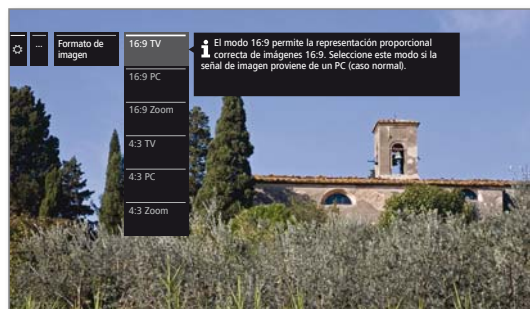 ...
Formato de
imagen
16:9 TV
16:9 PC
16:9 Zoom
4:3 TV
4:3 PC
4:3 Zoom
El modo 16:9 permite la representación proporcional
correcta de imágenes 16:9. Seleccione este modo si la
señal de imagen proviene de un PC (caso normal).